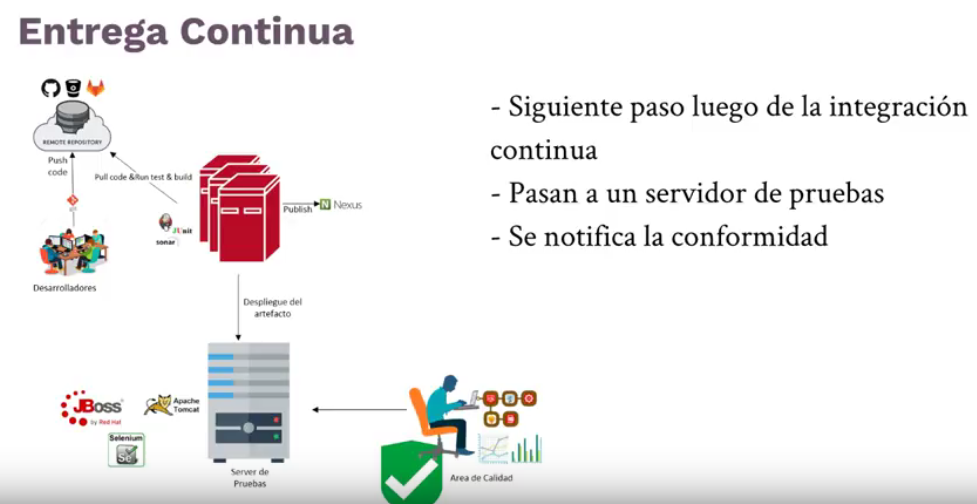 Entrega Continua
REMOTE REPOSITORY
Push
code
Pull code &Run test & build
git
JUnit
sonar
Publish
Nexus
Desarrolladores
- Siguiente paso luego de la integración
continua
- Pasan a un servidor de pruebas
- Se notifica la conformidad
Despliegue del
artefacto
JBoss
by Red Hat
Apache
Tomcat
Selenium
Se
Server de
Pruebas
Area de Calidad